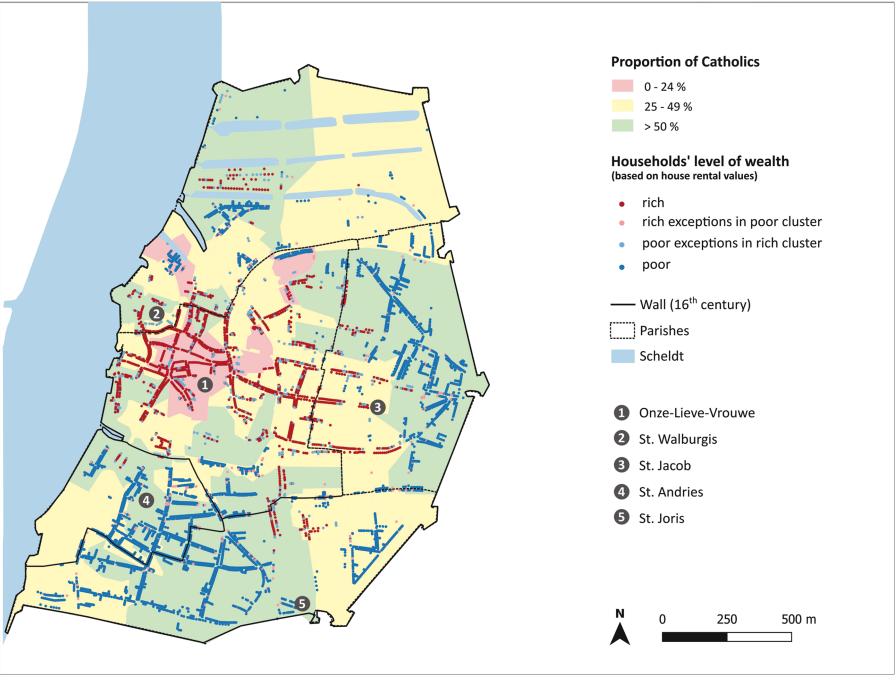 Proportion of Catholics
0 - 24 %
25 - 49 %
> 50 %
Households' level of wealth
(based on house rental values)
rich
rich exceptions in poor cluster
poor exceptions in rich cluster
poor
Wall (16th century)
Parishes
Scheldt
1 Onze-Lieve-Vrouwe
2 St. Walburgis
3 St. Jacob
4 St. Andries
5 St. Joris
2
1
3
4
5
N
0 250 500 m